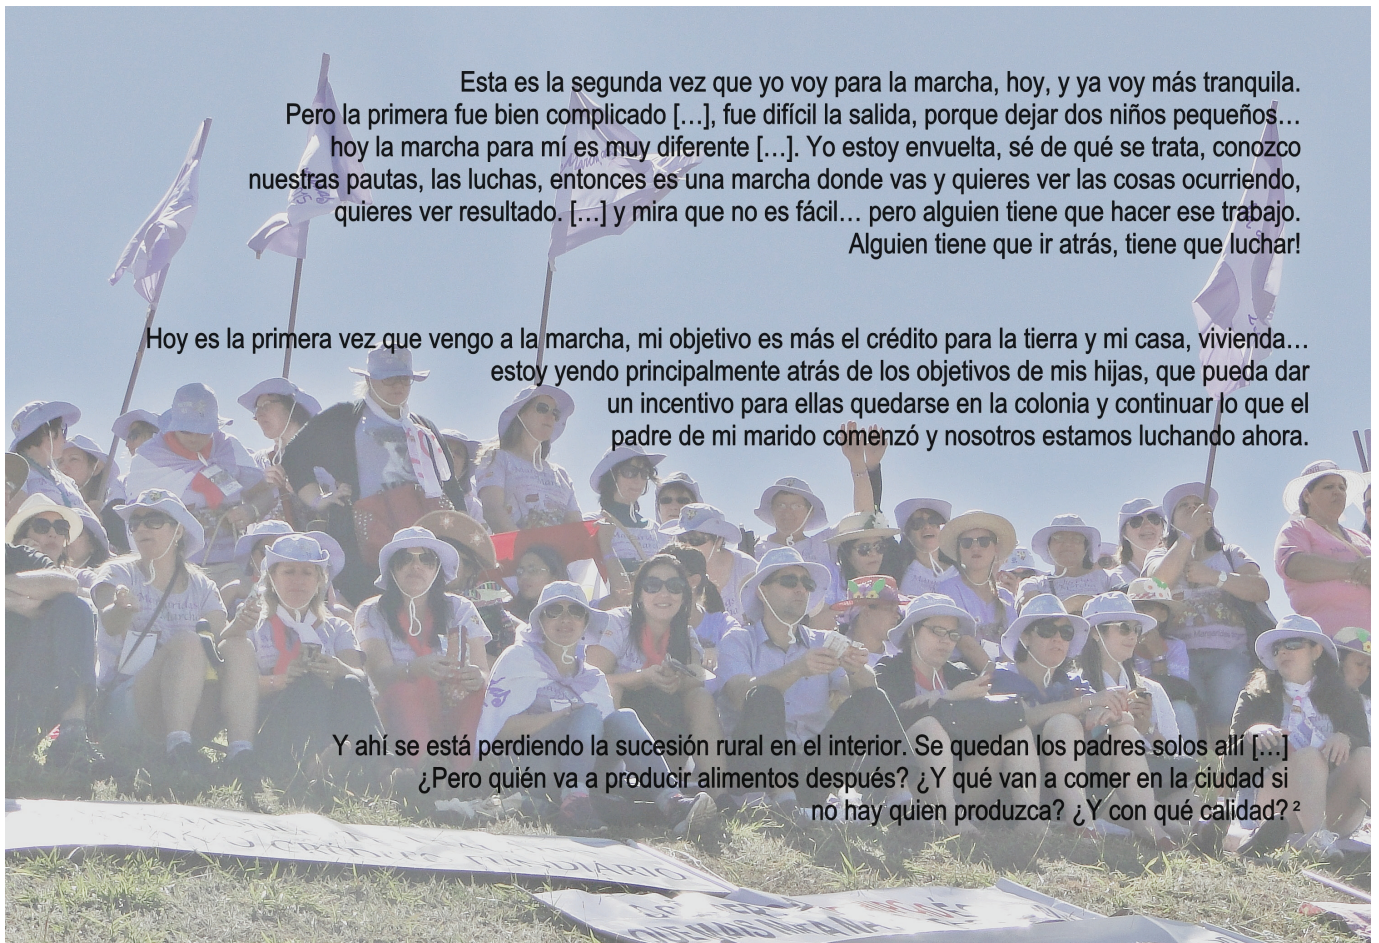 Esta es la segunda vez que yo voy para la marcha, hoy, y ya voy más tranquila.
Pero la primera fue bien complicado […], fue difícil la salida, porque dejar dos niños pequeños…
hoy la marcha para mí es muy diferente […]. Yo estoy envuelta, sé de qué se trata, conozco
nuestras pautas, las luchas, entonces es una marcha donde vas y quieres ver las cosas ocurriendo,
quieres ver resultado. […] y mira que no es fácil… pero alguien tiene que hacer ese trabajo.
Alguien tiene que ir atrás, tiene que luchar!
Hoy es la primera vez que vengo a la marcha, mi objetivo es más el crédito para la tierra y mi casa, vivienda…
estoy yendo principalmente atrás de los objetivos de mis hijas, que pueda dar
un incentivo para ellas quedarse en la colonia y continuar lo que el
padre de mi marido comenzó y nosotros estamos luchando ahora.
Y ahí se está perdiendo la sucesión rural en el interior. Se quedan los padres solos allí […]
¿Pero quién va a producir alimentos después? ¿Y qué van a comer en la ciudad si
no hay quien produzca? ¿Y con qué calidad? ²